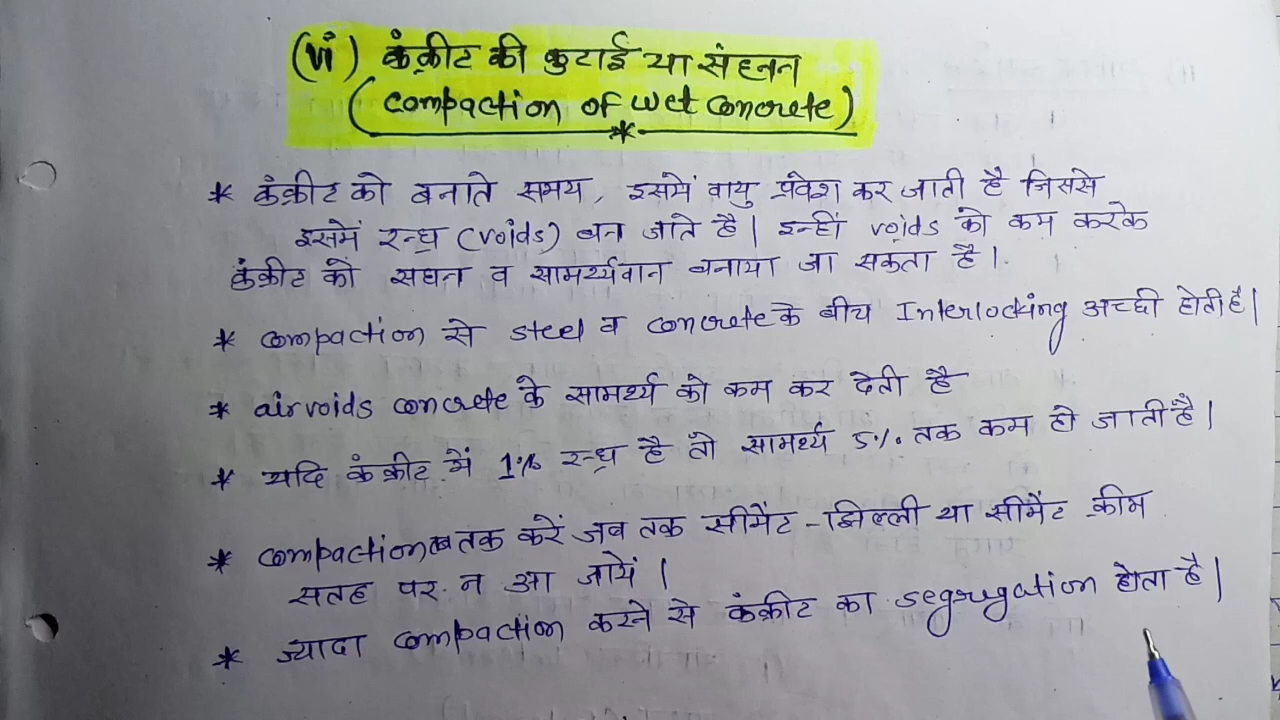 (vi) कंक्रीट की कुटाई या संहनन
(compaction of wet concrete)
* कंक्रीट को बनाते समय, इसमें वायु प्रवेश कर जाती है जिससे
इसमें रन्ध्र (voids) बन जाते है। इन्हीं voids को कम करके
कंक्रीट को सघन व सामर्थ्यवान बनाया जा सकता है।
* compaction से steel व concrete के बीच Interlocking अच्छी होती है।
* airvoids concrete के सामर्थ्य को कम कर देती है
* यदि कंक्रीट में 1% रन्ध्र है तो सामर्थ्य 5% तक कम हो जाती है।
* compaction तब तक करें जब तक सीमेंट-झिल्ली या सीमेंट क्रीम
सतह पर न आ जायें।
* ज्यादा compaction करने से कंक्रीट का segregation होता है।